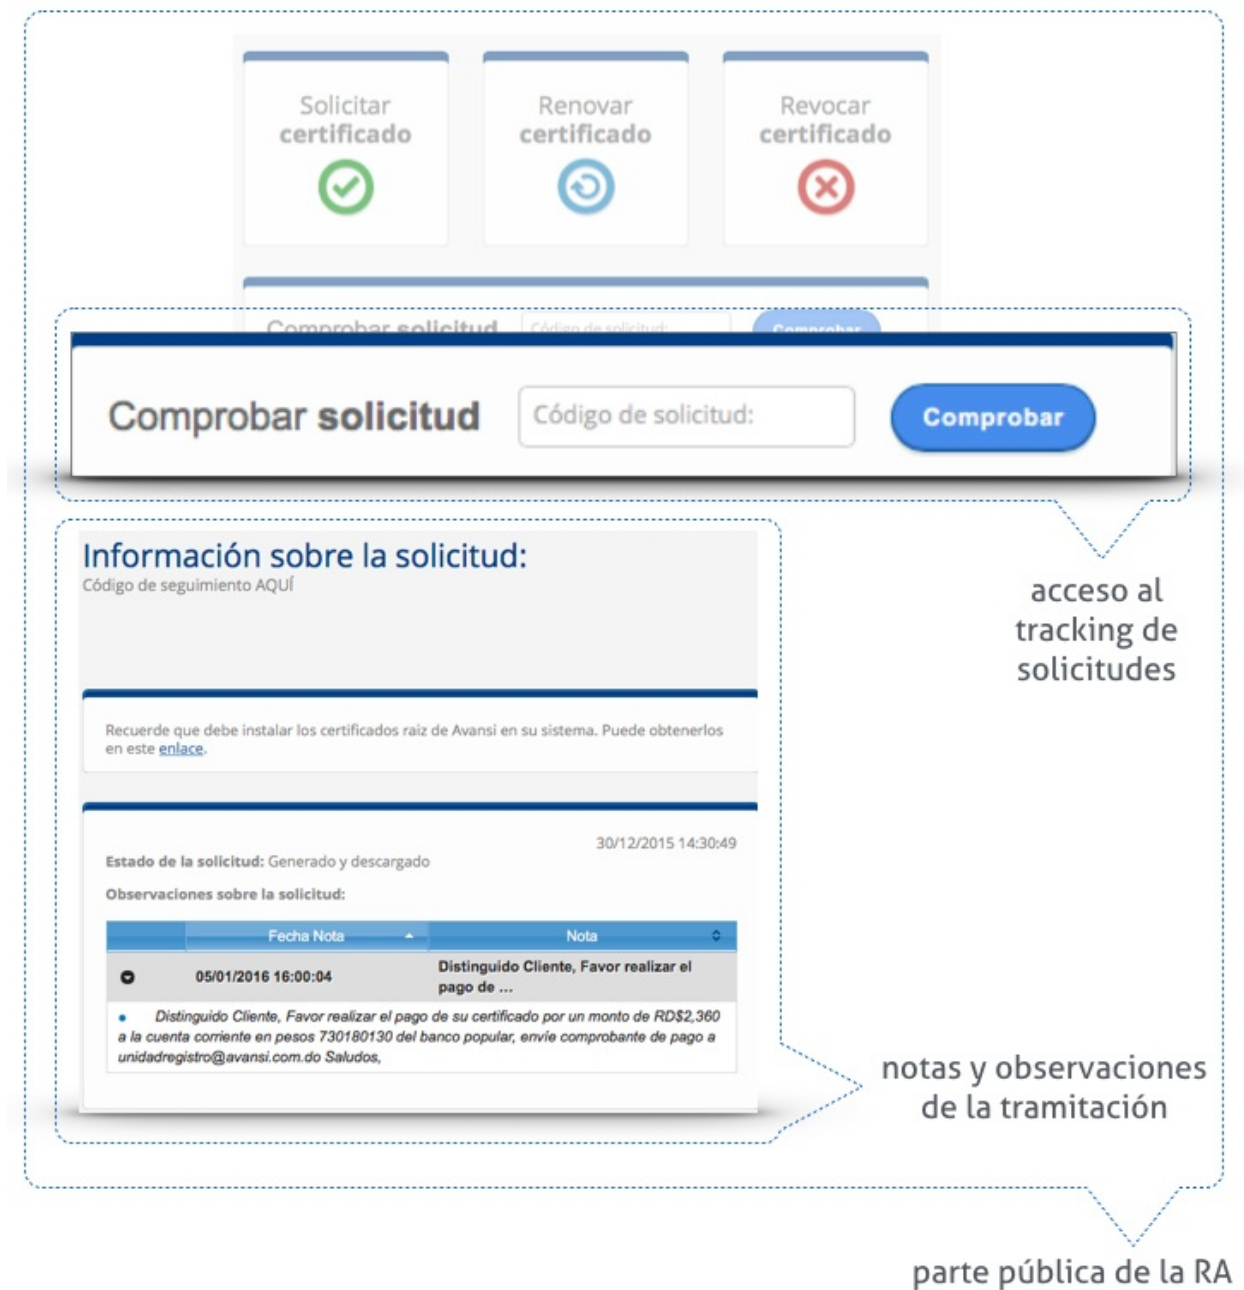 Solicitar
certificado
Renovar
certificado
Revocar
certificado
Comprobar solicitud Código de solicitud: Comprobar
Comprobar solicitud Código de solicitud: Comprobar
acceso al
tracking de
solicitudes
Información sobre la solicitud:
Código de seguimiento AQUÍ
Recuerde que debe instalar los certificados raiz de Avansi en su sistema. Puede obtenerlos
en este enlace.
30/12/2015 14:30:49
Estado de la solicitud: Generado y descargado
Observaciones sobre la solicitud:
Fecha Nota Nota
05/01/2016 16:00:04 Distinguido Cliente, Favor realizar el
pago de ...
Distinguido Cliente, Favor realizar el pago de su certificado por un monto de RD$2,360
a la cuenta corriente en pesos 730180130 del banco popular, envíe comprobante de pago a
unidadregistro@avansi.com.do Saludos,
notas y observaciones
de la tramitación
parte pública de la RA